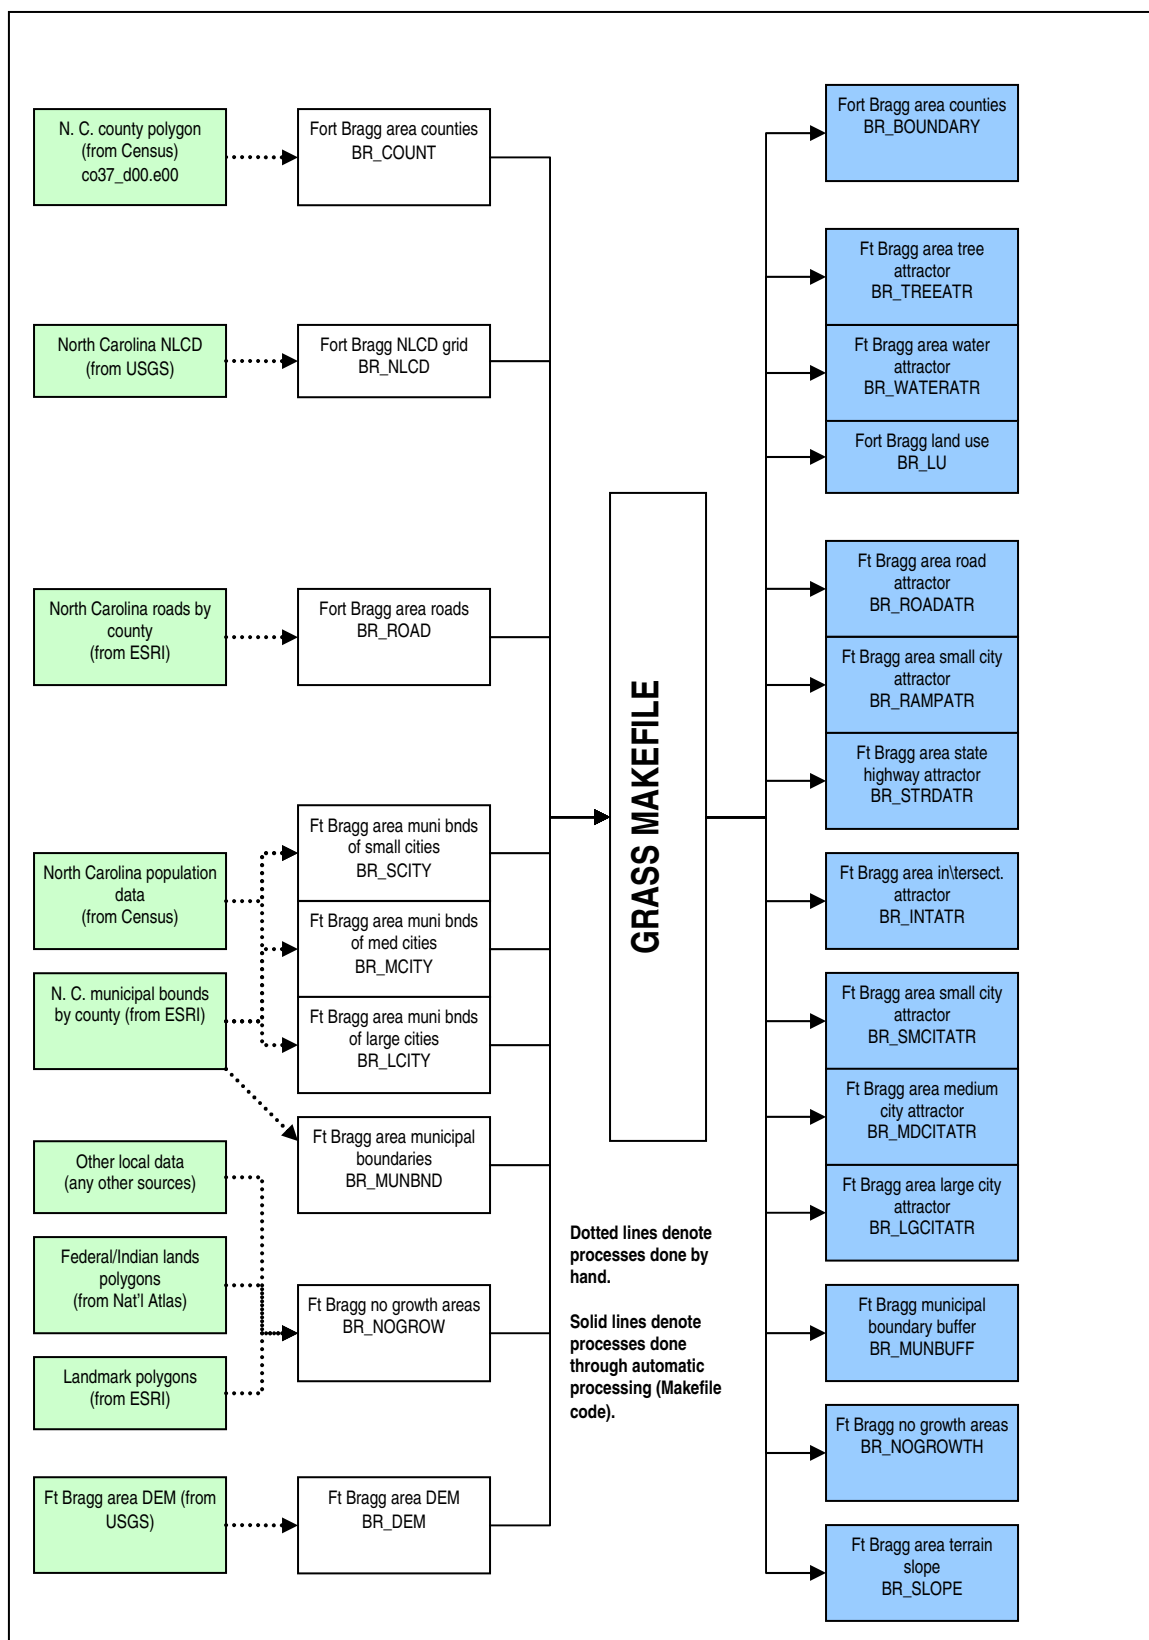 N. C. county polygon
(from Census)
co37_d00.e00
North Carolina NLCD
(from USGS)
North Carolina roads by
county
(from ESRI)
North Carolina population
data
(from Census)
N. C. municipal bounds
by county (from ESRI)
Other local data
(any other sources)
Federal/Indian lands
polygons
(from Nat'l Atlas)
Landmark polygons
(from ESRI)
Ft Bragg area DEM (from
USGS)
Fort Bragg area counties
BR_COUNT
Fort Bragg NLCD grid
BR_NLCD
Fort Bragg area roads
BR_ROAD
Ft Bragg area muni bnds
of small cities
BR_SCITY
Ft Bragg area muni bnds
of med cities
BR_MCITY
Ft Bragg area muni bnds
of large cities
BR_LCITY
Ft Bragg area municipal
boundaries
BR_MUNBND
Ft Bragg no growth areas
BR_NOGROW
Ft Bragg area DEM
BR_DEM
GRASS MAKEFILE
Dotted lines denote
processes done by
hand.
Solid lines denote
processes done
through automatic
processing (Makefile
code).
Fort Bragg area counties
BR_BOUNDARY
Ft Bragg area tree
attractor
BR_TREEATR
Ft Bragg area water
attractor
BR_WATERATR
Fort Bragg land use
BR_LU
Ft Bragg area road
attractor
BR_ROADATR
Ft Bragg area small city
attractor
BR_RAMPATR
Ft Bragg area state
highway attractor
BR_STRDATR
Ft Bragg area in\tersect.
attractor
BR_INTATR
Ft Bragg area small city
attractor
BR_SMCITATR
Ft Bragg area medium
city attractor
BR_MDCITATR
Ft Bragg area large city
attractor
BR_LGCITATR
Ft Bragg municipal
boundary buffer
BR_MUNBUFF
Ft Bragg no growth areas
BR_NOGROWTH
Ft Bragg area terrain
slope
BR_SLOPE